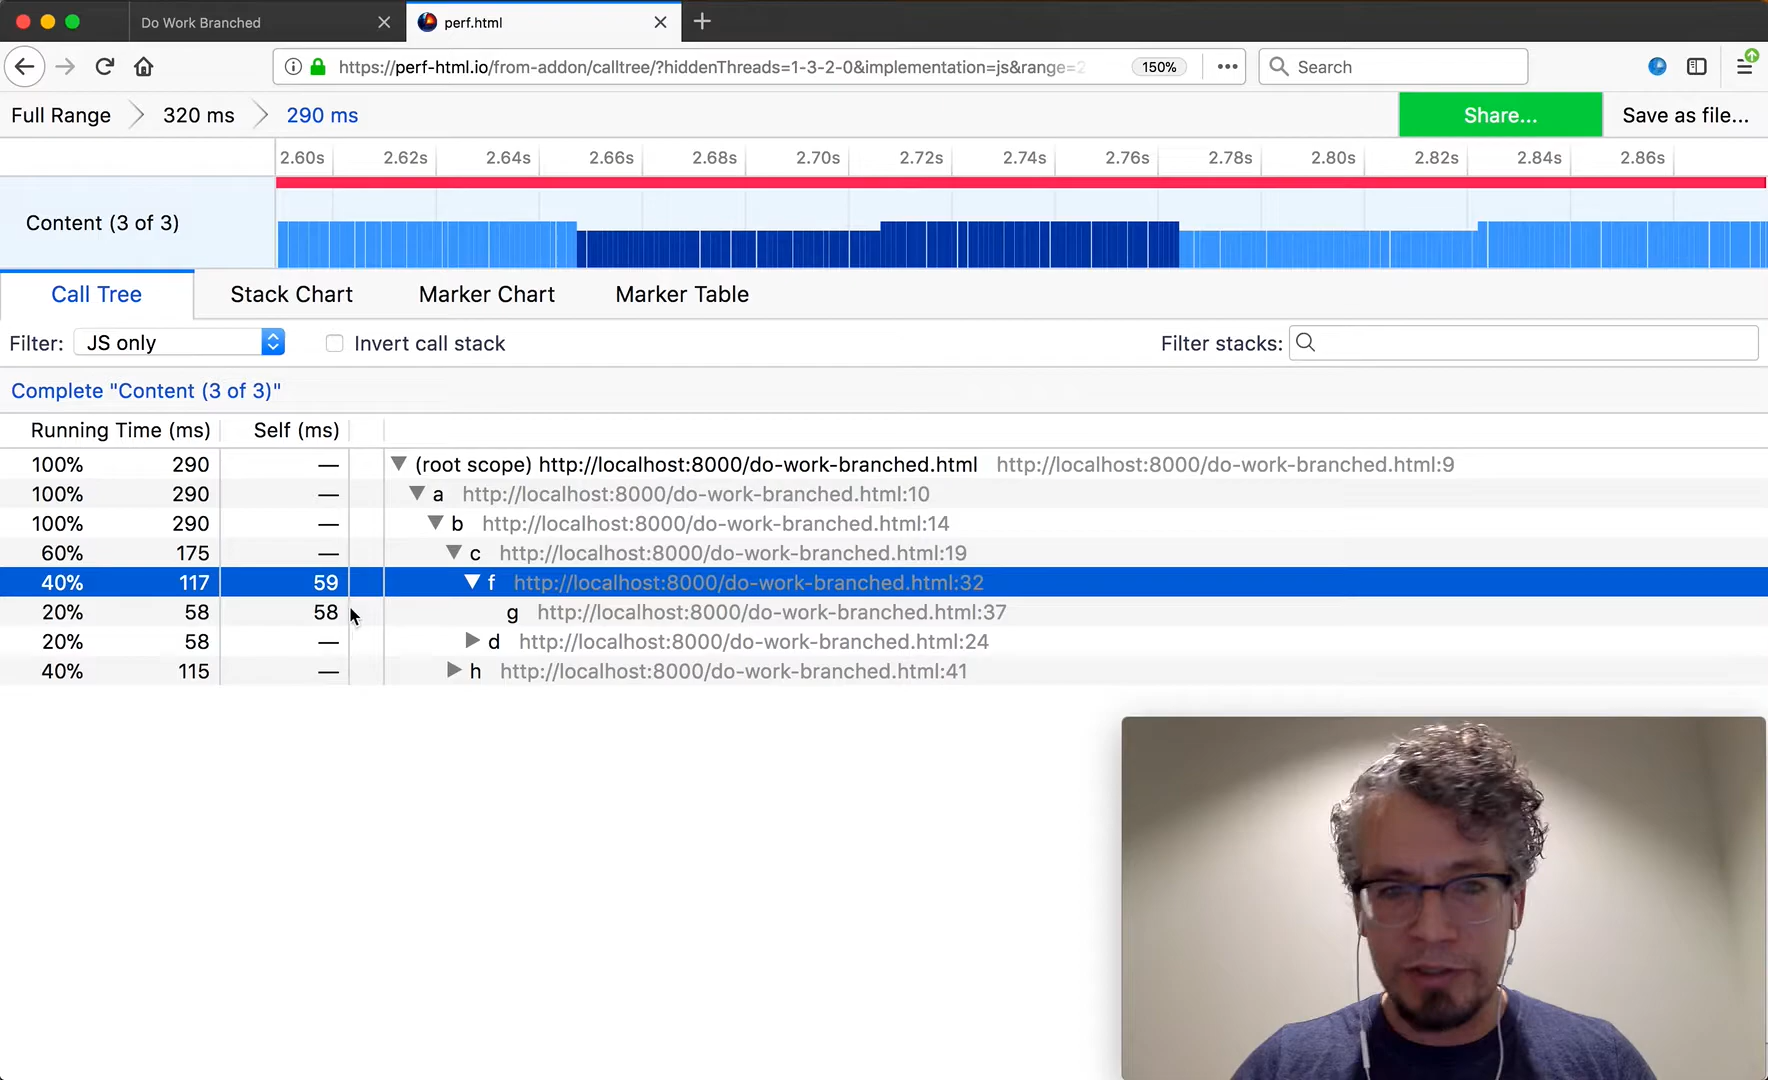 Do Work Branched
perf.html
https://perf-html.io/from-addon/calltree/?hiddenThreads=1-3-2-0&implementation=js&range=2
150%
Search
Full Range
320 ms
290 ms
Share...
Save as file...
2.60s 2.62s 2.64s 2.66s 2.68s 2.70s 2.72s 2.74s 2.76s 2.78s 2.80s 2.82s 2.84s 2.86s
Content (3 of 3)
Call Tree Stack Chart Marker Chart Marker Table
Filter: JS only Invert call stack Filter stacks:
Complete "Content (3 of 3)"
Running Time (ms) Self (ms)
100% 290 — (root scope) http://localhost:8000/do-work-branched.html http://localhost:8000/do-work-branched.html:9
100% 290 — a http://localhost:8000/do-work-branched.html:10
100% 290 — b http://localhost:8000/do-work-branched.html:14
60% 175 — c http://localhost:8000/do-work-branched.html:19
40% 117 59 f http://localhost:8000/do-work-branched.html:32
20% 58 58 g http://localhost:8000/do-work-branched.html:37
20% 58 — d http://localhost:8000/do-work-branched.html:24
40% 115 — h http://localhost:8000/do-work-branched.html:41